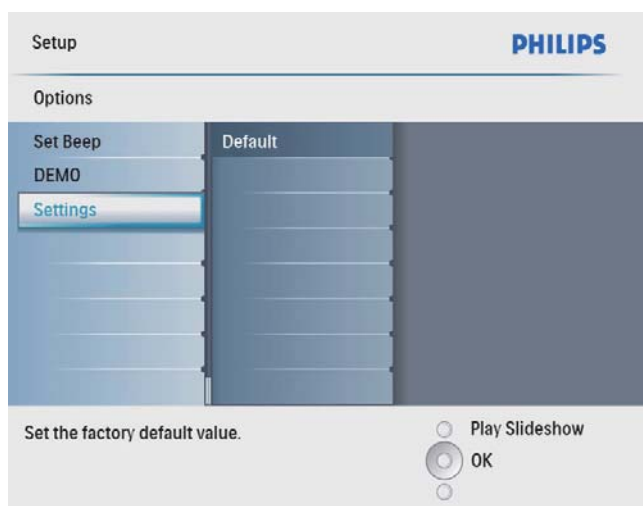 Setup
PHILIPS
Options
Set Beep
Default
DEMO
Settings
Set the factory default value.
Play Slideshow
OK